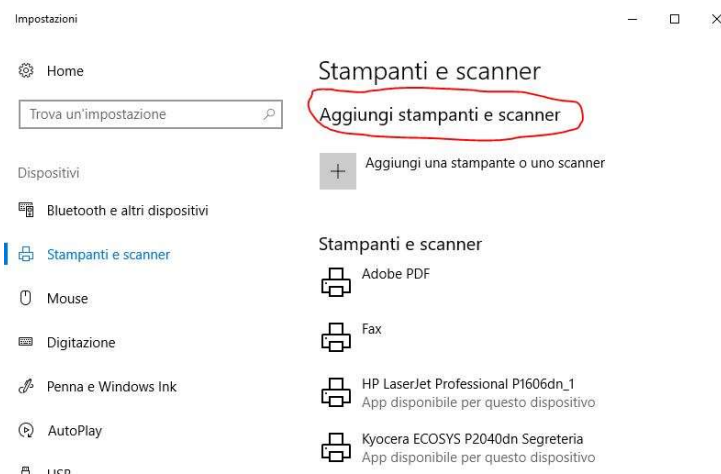 Impostazioni
Home
Trova un'impostazione
Dispositivi
Bluetooth e altri dispositivi
Stampanti e scanner
Mouse
Digitazione
Penna e Windows Ink
AutoPlay
USB
Stampanti e scanner
Aggiungi stampanti e scanner
Aggiungi una stampante o uno scanner
Stampanti e scanner
Adobe PDF
Fax
HP LaserJet Professional P1606dn_1
App disponibile per questo dispositivo
Kyocera ECOSYS P2040dn Segreteria
App disponibile per questo dispositivo